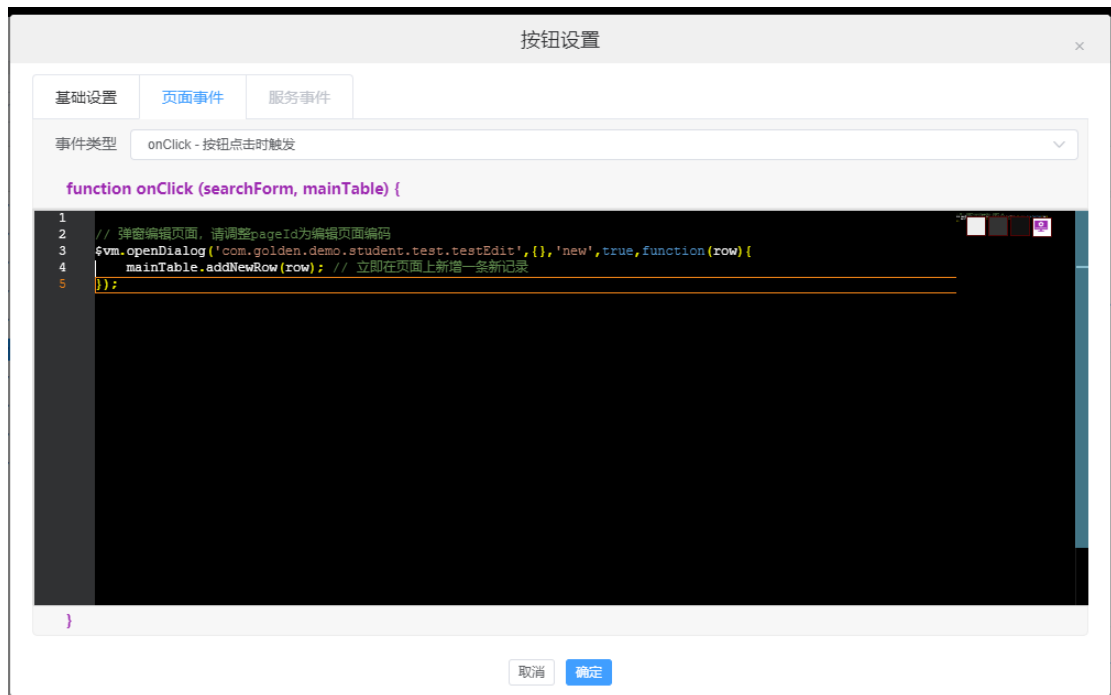 按钮设置
×
基础设置 页面事件 服务事件
事件类型 onClick - 按钮点击时触发
function onClick (searchForm, mainTable) {
1
2 // 弹窗编辑页面，请调整pageId为编辑页面编码
3 $vm.openDialog('com.golden.demo.student.test.testEdit',{},'new',true,function(row){
4 mainTable.addNewRow(row); // 立即在页面上新增一条新记录
5 });
}
取消 确定